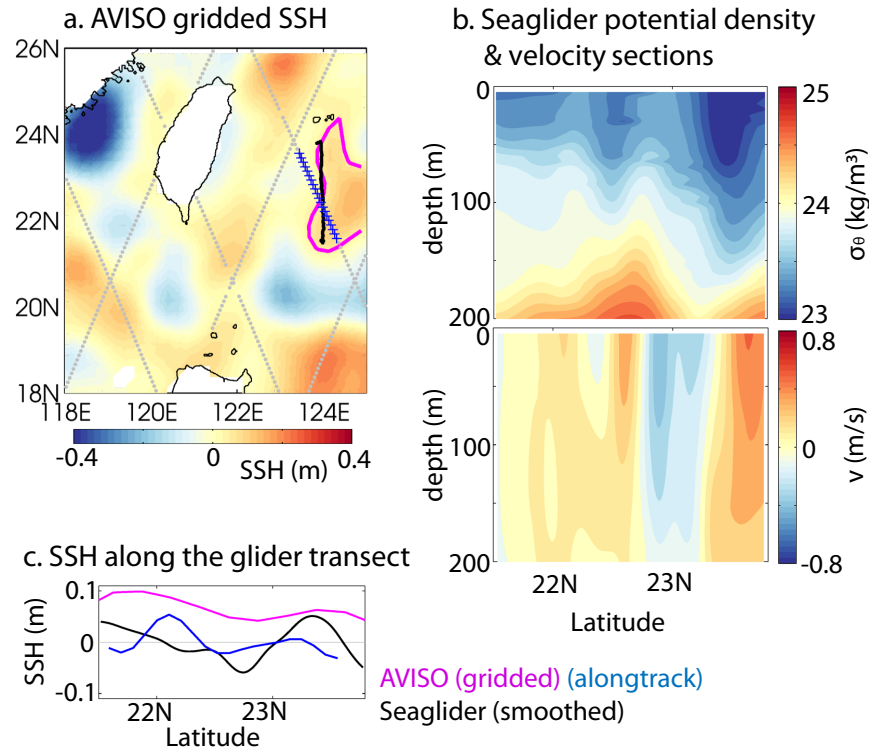 a. AVISO gridded SSH
26N
24N
22N
20N
18N
118E 120E 122E 124E
-0.4 0 0.4
SSH (m)
b. Seaglider potential density
& velocity sections
0
100
200
depth (m)
25
24
23
σθ (kg/m³)
0
100
200
depth (m)
0.8
0
-0.8
v (m/s)
22N 23N
Latitude
c. SSH along the glider transect
0.1
0
-0.1
SSH (m)
22N 23N
Latitude
AVISO (gridded) (alongtrack)
Seaglider (smoothed)